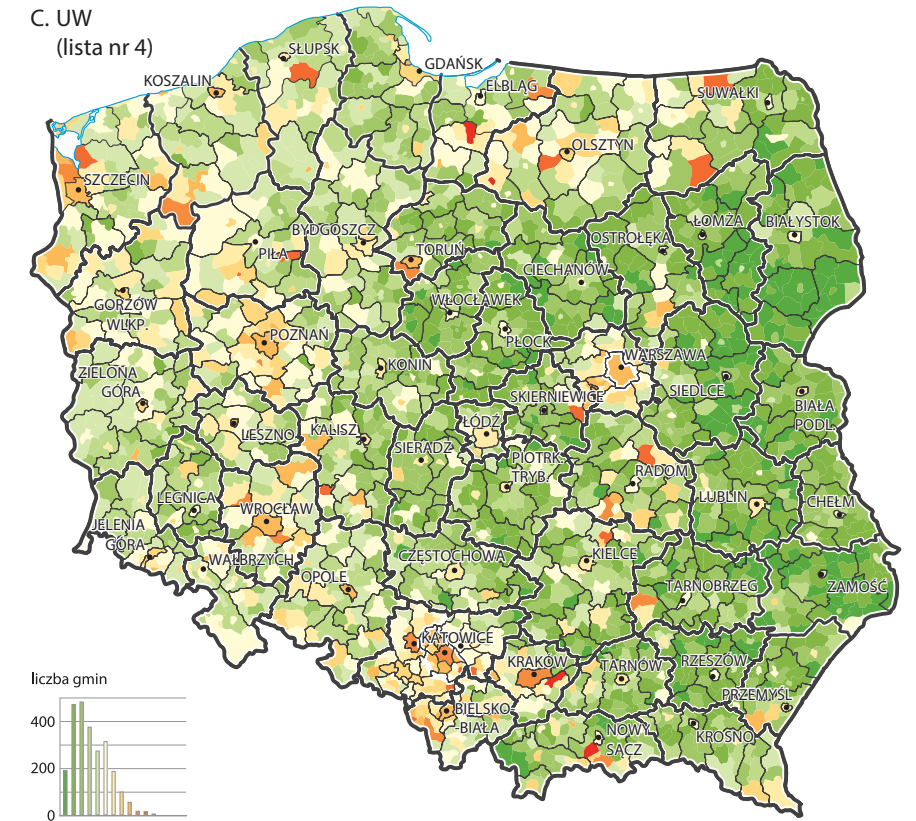 C. UW
(lista nr 4)
SŁUPSK
GDAŃSK
KOSZALIN
ELBLĄG
SUWAŁKI
OLSZTYN
SZCZECIN
BYDGOSZCZ
PIŁA
TORUŃ
OSTROŁĘKA
ŁOMŻA
BIAŁYSTOK
CIECHANÓW
GORZÓW
WLKP.
WŁOCŁAWEK
PŁOCK
POZNAŃ
WARSZAWA
ZIELONA
GÓRA
KONIN
SKIERNIEWICE
SIEDLCE
BIAŁA
PODL.
LESZNO
KALISZ
ŁÓDŹ
SIERADZ
PIOTRK.
TRYB.
RADOM
LEGNICA
WROCŁAW
LUBLIN
CHEŁM
JELENIA
GÓRA
WAŁBRZYCH
OPOLE
CZĘSTOCHOWA
KIELCE
TARNOBRZEG
ZAMOŚĆ
KATOWICE
KRAKÓW
TARNÓW
RZESZÓW
PRZEMYŚL
BIELSKO-
-BIAŁA
NOWY
SĄCZ
KROSNO
liczba gmin
400
200
0